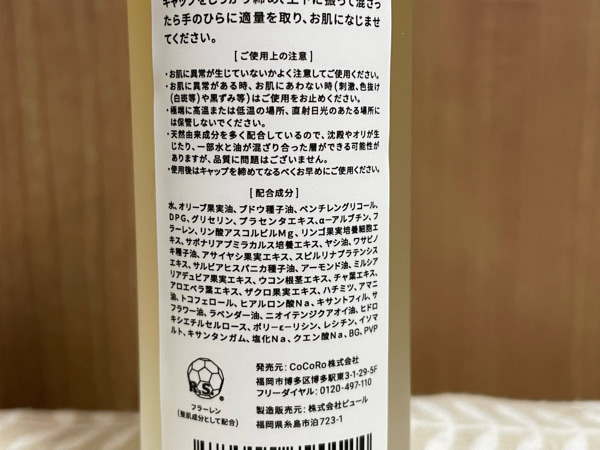 キャップをしっかり締め、上下に振って混ざっ
たら手のひらに適量を取り、お肌になじませ
てください。
[ご使用上の注意]
・お肌に異常が生じていないかよく注意してご使用ください。
・お肌に異常がある時、お肌にあわない時(刺激、色抜け
(白斑等)や黒ずみ等)はご使用をお止めください。
・極端に高温または低温の場所、直射日光のあたる場所に
は保管しないでください。
・天然由来成分を多く配合しているので、沈殿やオリが生
じたり、一部水と油が混ざり合った層ができる可能性が
ありますが、品質に問題はございません。
・使用後はキャップを締めてなるべくお早めにご使用ください。
[配合成分]
水、オリーブ果実油、ブドウ種子油、ペンチレングリコール、
DPG、グリセリン、プラセンタエキス、α-アルブチン、フ
ラーレン、リン酸アスコルビルMg、リンゴ果実培養細胞エ
キス、サポナリアプミラカルス培養エキス、ヤシ油、ワサビノ
キ種子油、アサイヤシ果実エキス、スピルリナプラテンシス
エキス、サルビアヒスパニカ種子油、アーモンド油、ミルシア
リアデュビア果実エキス、ウコン根茎エキス、チャ葉エキス、
アロエベラ葉エキス、ザクロ果実エキス、ハチミツ、アマニ
油、トコフェロール、ヒアルロン酸Na、キサントフィル、サ
フラワー油、ラベンダー油、ニオイテンジクアオイ油、ヒドロ
キシエチルセルロース、ポリ-ε-リシン、レシチン、イソマ
ルト、キサンタンガム、塩化Na、クエン酸Na、BG、PVP
R.S.
フラーレン
(整肌成分として配合)
発売元:CoCoRo株式会社
福岡市博多区博多駅東3-1-29-5F
フリーダイヤル:0120-497-110
製造販売元:株式会社ピュール
福岡県糸島市泊723-1